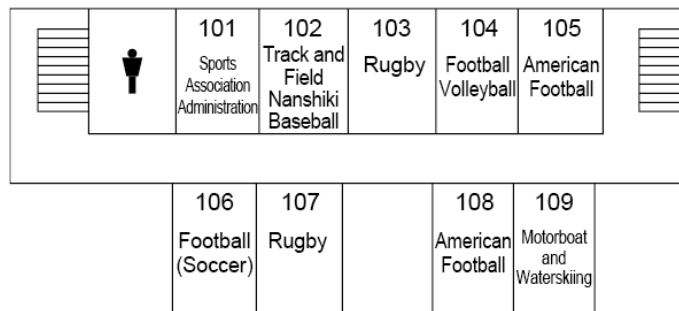 101
Sports
Association
Administration
102
Track and
Field
Nanshiki
Baseball
103
Rugby
104
Football
Volleyball
105
American
Football
106
Football
(Soccer)
107
Rugby
108
American
Football
109
Motorboat
and
Waterskiing